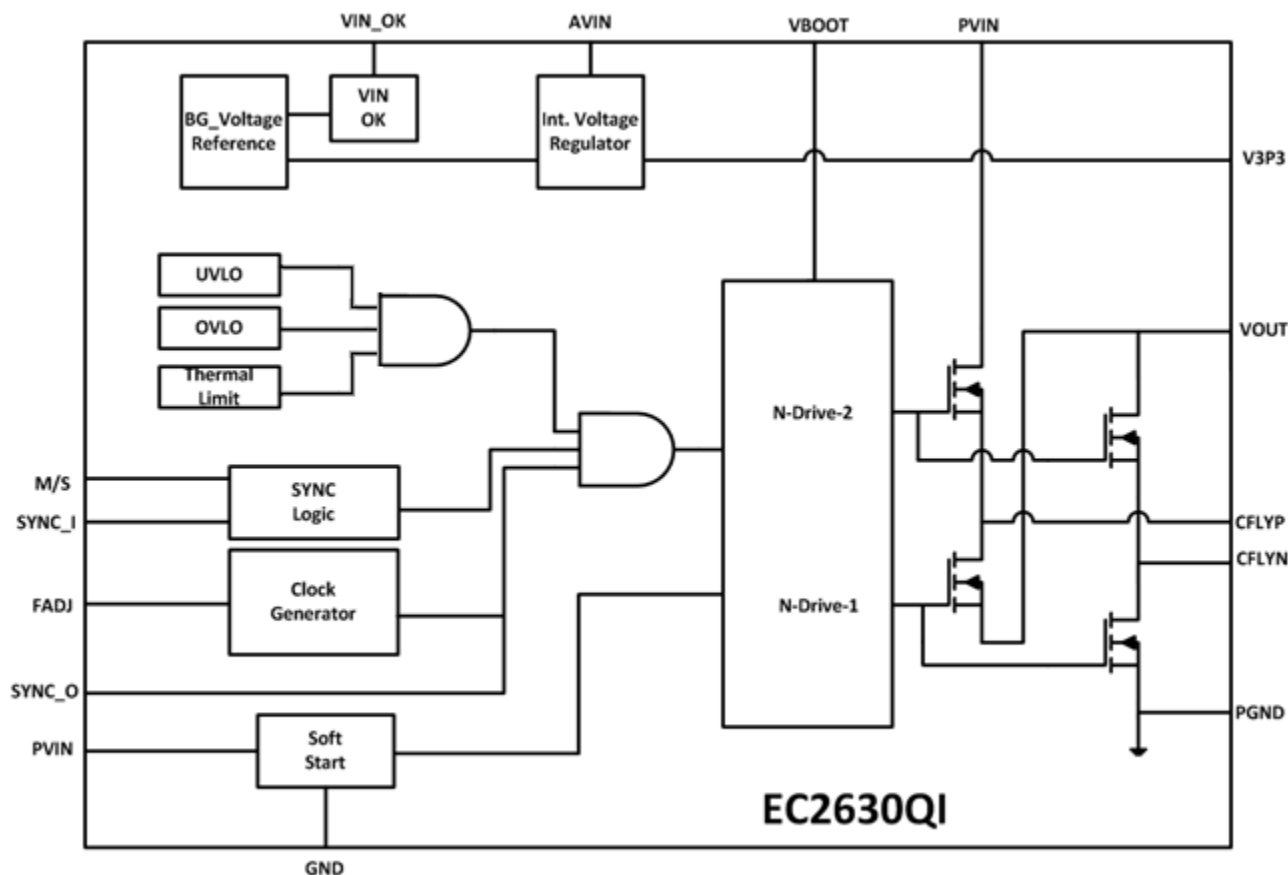 VIN_OK
AVIN
VBOOT
PVIN
BG_Voltage
Reference
VIN
OK
Int. Voltage
Regulator
V3P3
UVLO
OVLO
Thermal
Limit
VOUT
N-Drive-2
M/S
SYNC_I
SYNC
Logic
CFLYP
CFLYN
FADJ
Clock
Generator
N-Drive-1
SYNC_O
PVIN
Soft
Start
PGND
EC2630QI
GND